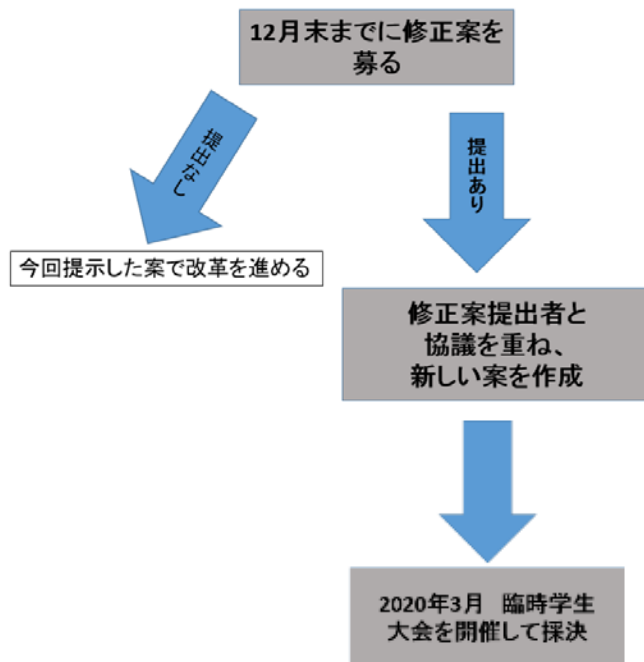 12月末までに修正案を
募る
提出なし
提出あり
今回提示した案で改革を進める
修正案提出者と
協議を重ね、
新しい案を作成
2020年3月　臨時学生
大会を開催して採決